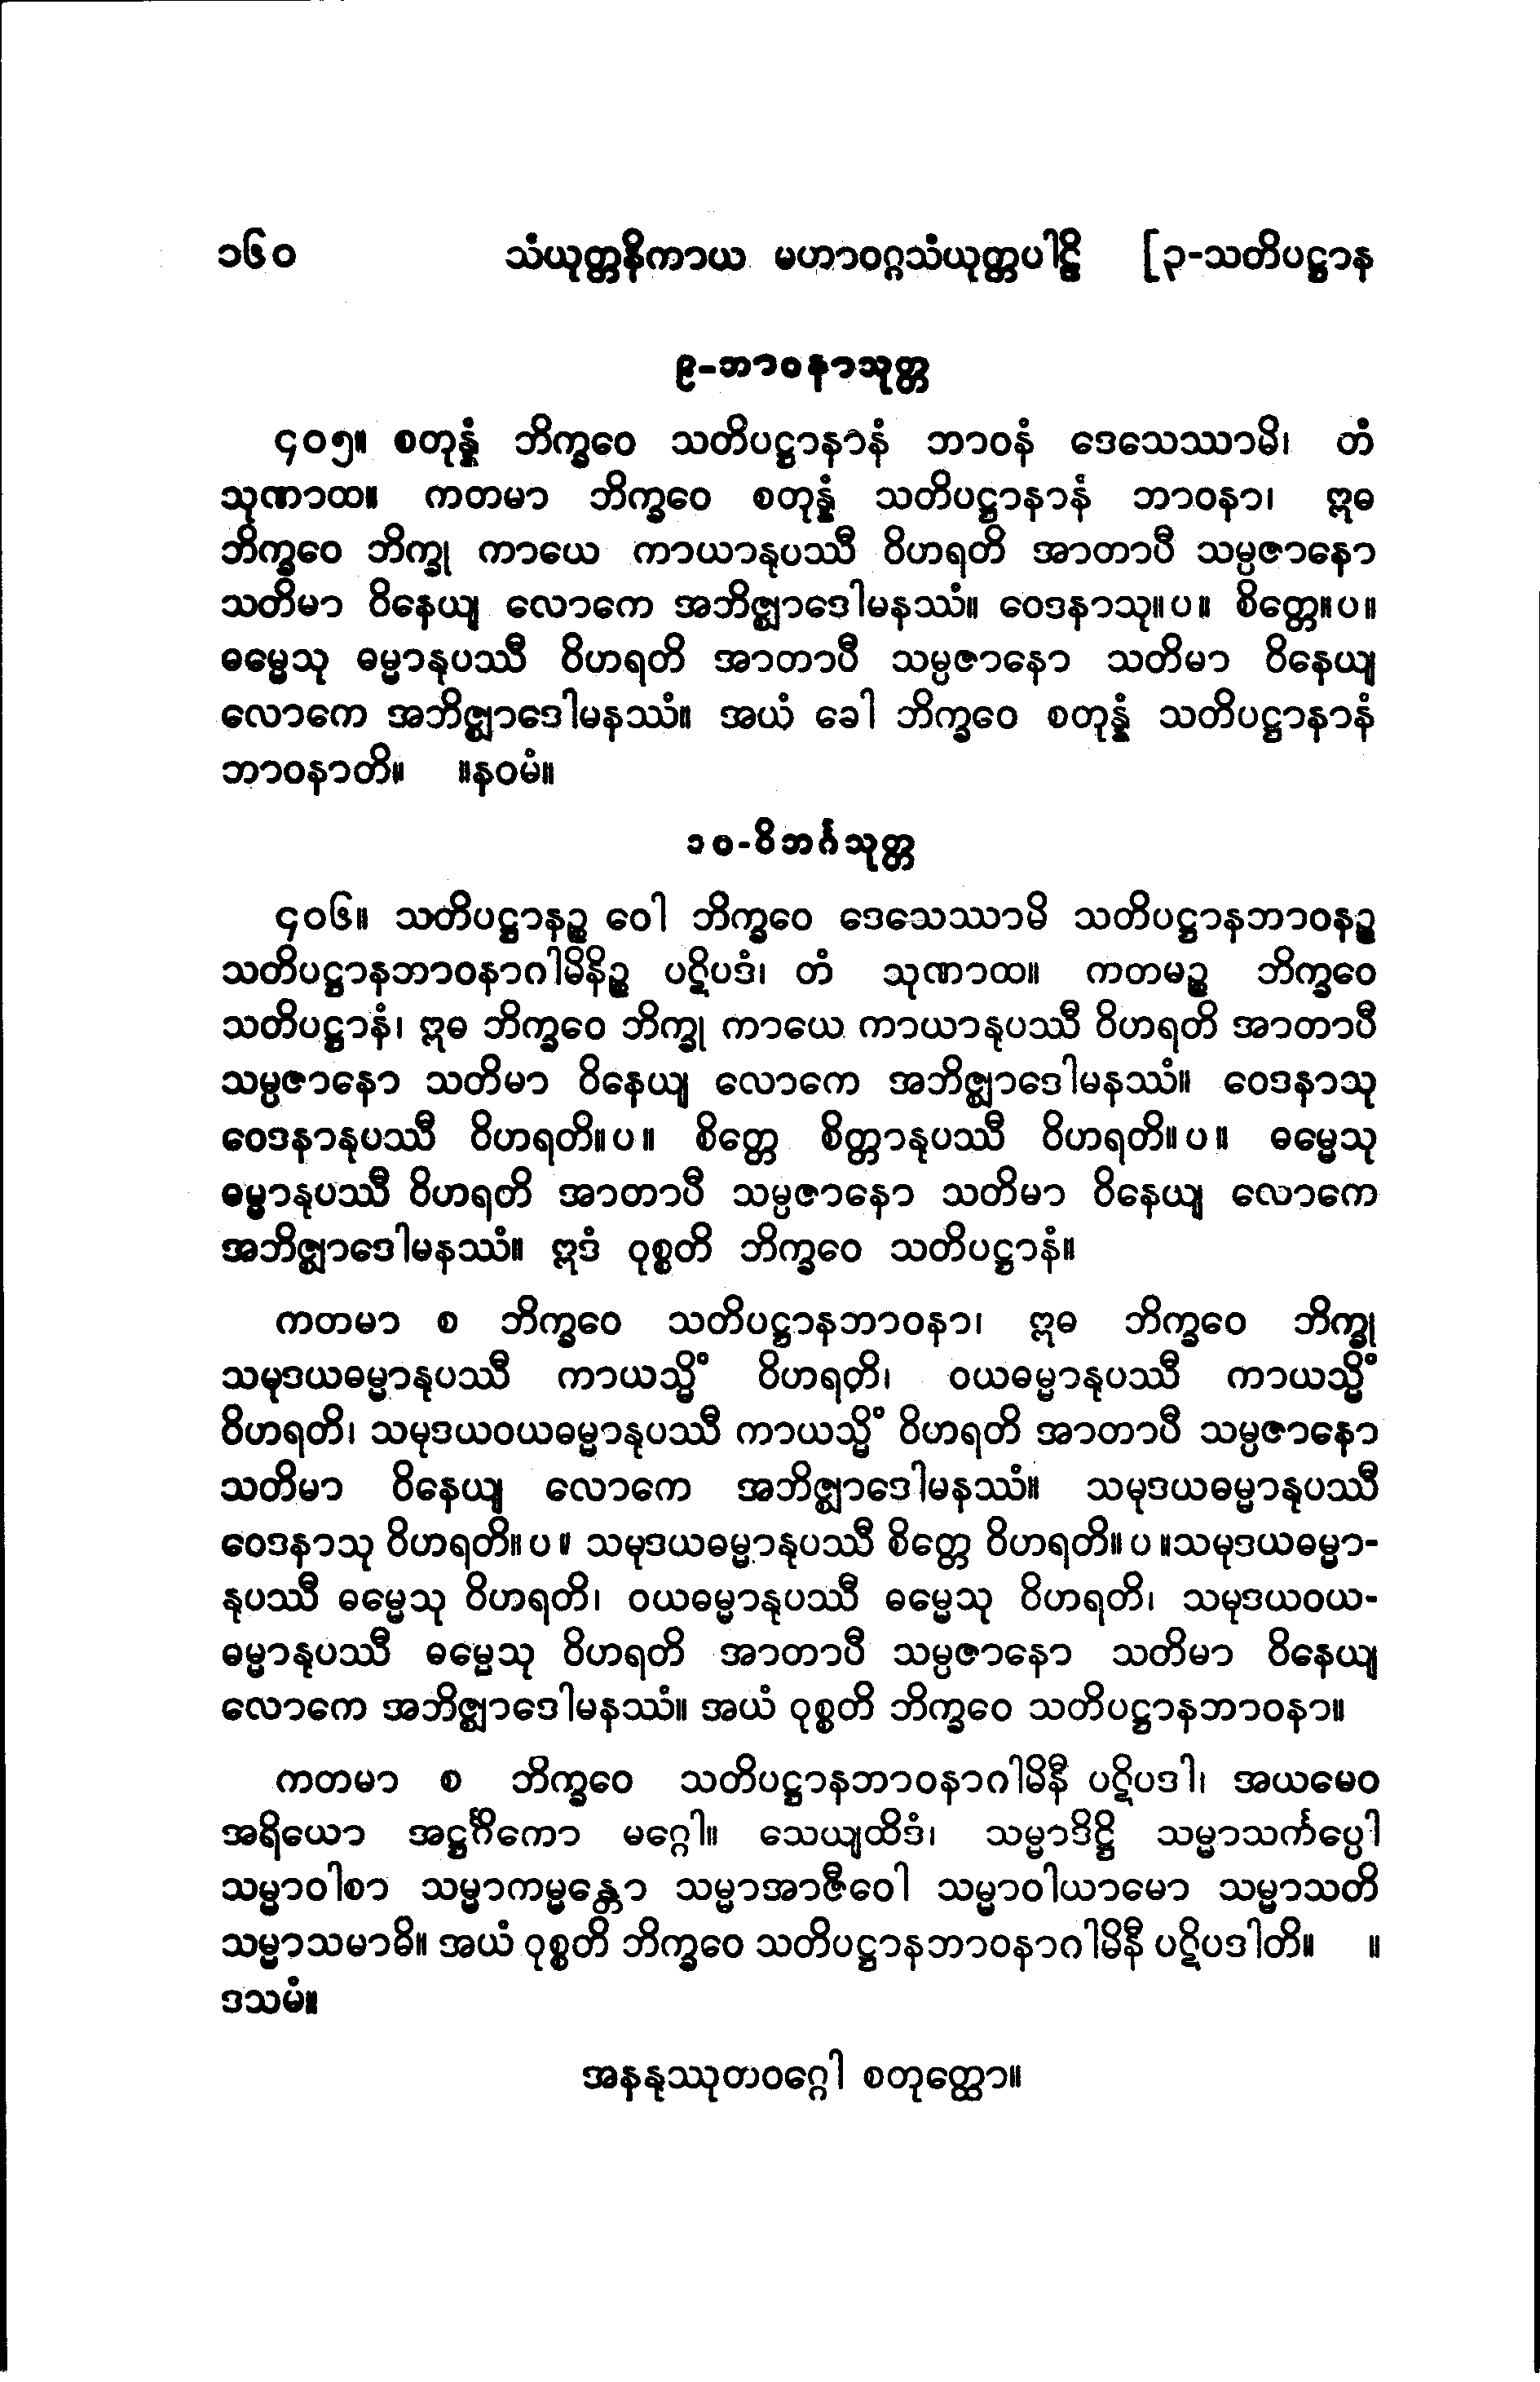 ၁၆၀ သံယုတ္တနိကာယ မဟာဝဂ္ဂသံယုတ္တပါဠိ [၃-သတိပဋ္ဌာန
၉-ဘာဝနာသုတ္တ
၄၀၅။ စတုန္နံ ဘိက္ခဝေ သတိပဋ္ဌာနာနံ ဘာဝနံ ဒေသေဿာမိ၊ တံ
သုဏာထ။ ကတမာ ဘိက္ခဝေ စတုန္နံ သတိပဋ္ဌာနာနံ ဘာဝနာ၊ ဣဓ
ဘိက္ခဝေ ဘိက္ခု ကာယေ ကာယာနုပဿီ ဝိဟရတိ အာတာပီ သမ္ပဇာနော
သတိမာ ဝိနေယျ လောကေ အဘိဇ္ဈာဒေါမနဿံ။ ဝေဒနာသု။ပ။ စိတ္တေ။ပ။
ဓမ္မေသု ဓမ္မာနုပဿီ ဝိဟရတိ အာတာပီ သမ္ပဇာနော သတိမာ ဝိနေယျ
လောကေ အဘိဇ္ဈာဒေါမနဿံ။ အယံ ခေါ ဘိက္ခဝေ စတုန္နံ သတိပဋ္ဌာနာနံ
ဘာဝနာတိ။ ။နဝမံ။
၁၀-ဝိဘင်္ဂသုတ္တ
၄၀၆။ သတိပဋ္ဌာနဉ္စ ဝေါ ဘိက္ခဝေ ဒေသေဿာမိ သတိပဋ္ဌာနဘာဝနဉ္စ
သတိပဋ္ဌာနဘာဝနာဂါမိနိဉ္စ ပဋိပဒံ၊ တံ သုဏာထ။ ကတမဉ္စ ဘိက္ခဝေ
သတိပဋ္ဌာနံ၊ ဣဓ ဘိက္ခဝေ ဘိက္ခု ကာယေ ကာယာနုပဿီ ဝိဟရတိ အာတာပီ
သမ္ပဇာနော သတိမာ ဝိနေယျ လောကေ အဘိဇ္ဈာဒေါမနဿံ။ ဝေဒနာသု
ဝေဒနာနုပဿီ ဝိဟရတိ။ပ။ စိတ္တေ စိတ္တာနုပဿီ ဝိဟရတိ။ပ။ ဓမ္မေသု
ဓမ္မာနုပဿီ ဝိဟရတိ အာတာပီ သမ္ပဇာနော သတိမာ ဝိနေယျ လောကေ
အဘိဇ္ဈာဒေါမနဿံ။ ဣဒံ ဝုစ္စတိ ဘိက္ခဝေ သတိပဋ္ဌာနံ။
ကတမာ စ ဘိက္ခဝေ သတိပဋ္ဌာနဘာဝနာ၊ ဣဓ ဘိက္ခဝေ ဘိက္ခု
သမုဒယဓမ္မာနုပဿီ ကာယသ္မိံ ဝိဟရတိ၊ ဝယဓမ္မာနုပဿီ ကာယသ္မိံ
ဝိဟရတိ၊ သမုဒယဝယဓမ္မာနုပဿီ ကာယသ္မိံ ဝိဟရတိ အာတာပီ သမ္ပဇာနော
သတိမာ ဝိနေယျ လောကေ အဘိဇ္ဈာဒေါမနဿံ။ သမုဒယဓမ္မာနုပဿီ
ဝေဒနာသု ဝိဟရတိ။ပ။ သမုဒယဓမ္မာနုပဿီ စိတ္တေ ဝိဟရတိ။ပ။သမုဒယဓမ္မာ-
နုပဿီ ဓမ္မေသု ဝိဟရတိ၊ ဝယဓမ္မာနုပဿီ ဓမ္မေသု ဝိဟရတိ၊ သမုဒယဝယ-
ဓမ္မာနုပဿီ ဓမ္မေသု ဝိဟရတိ အာတာပီ သမ္ပဇာနော သတိမာ ဝိနေယျ
လောကေ အဘိဇ္ဈာဒေါမနဿံ။ အယံ ဝုစ္စတိ ဘိက္ခဝေ သတိပဋ္ဌာနဘာဝနာ။
ကတမာ စ ဘိက္ခဝေ သတိပဋ္ဌာနဘာဝနာဂါမိနီ ပဋိပဒါ၊ အယမေဝ
အရိယော အဋ္ဌင်္ဂိကော မဂ္ဂေါ။ သေယျထိဒံ၊ သမ္မာဒိဋ္ဌိ သမ္မာသင်္ကပ္ပေါ
သမ္မာဝါစာ သမ္မာကမ္မန္တော သမ္မာအာဇီဝေါ သမ္မာဝါယာမော သမ္မာသတိ
သမ္မာသမာဓိ။ အယံ ဝုစ္စတိ ဘိက္ခဝေ သတိပဋ္ဌာနဘာဝနာဂါမိနီ ပဋိပဒါတိ။ ။
ဒသမံ။
အနနုဿုတဝဂ္ဂေါ စတုတ္ထော။